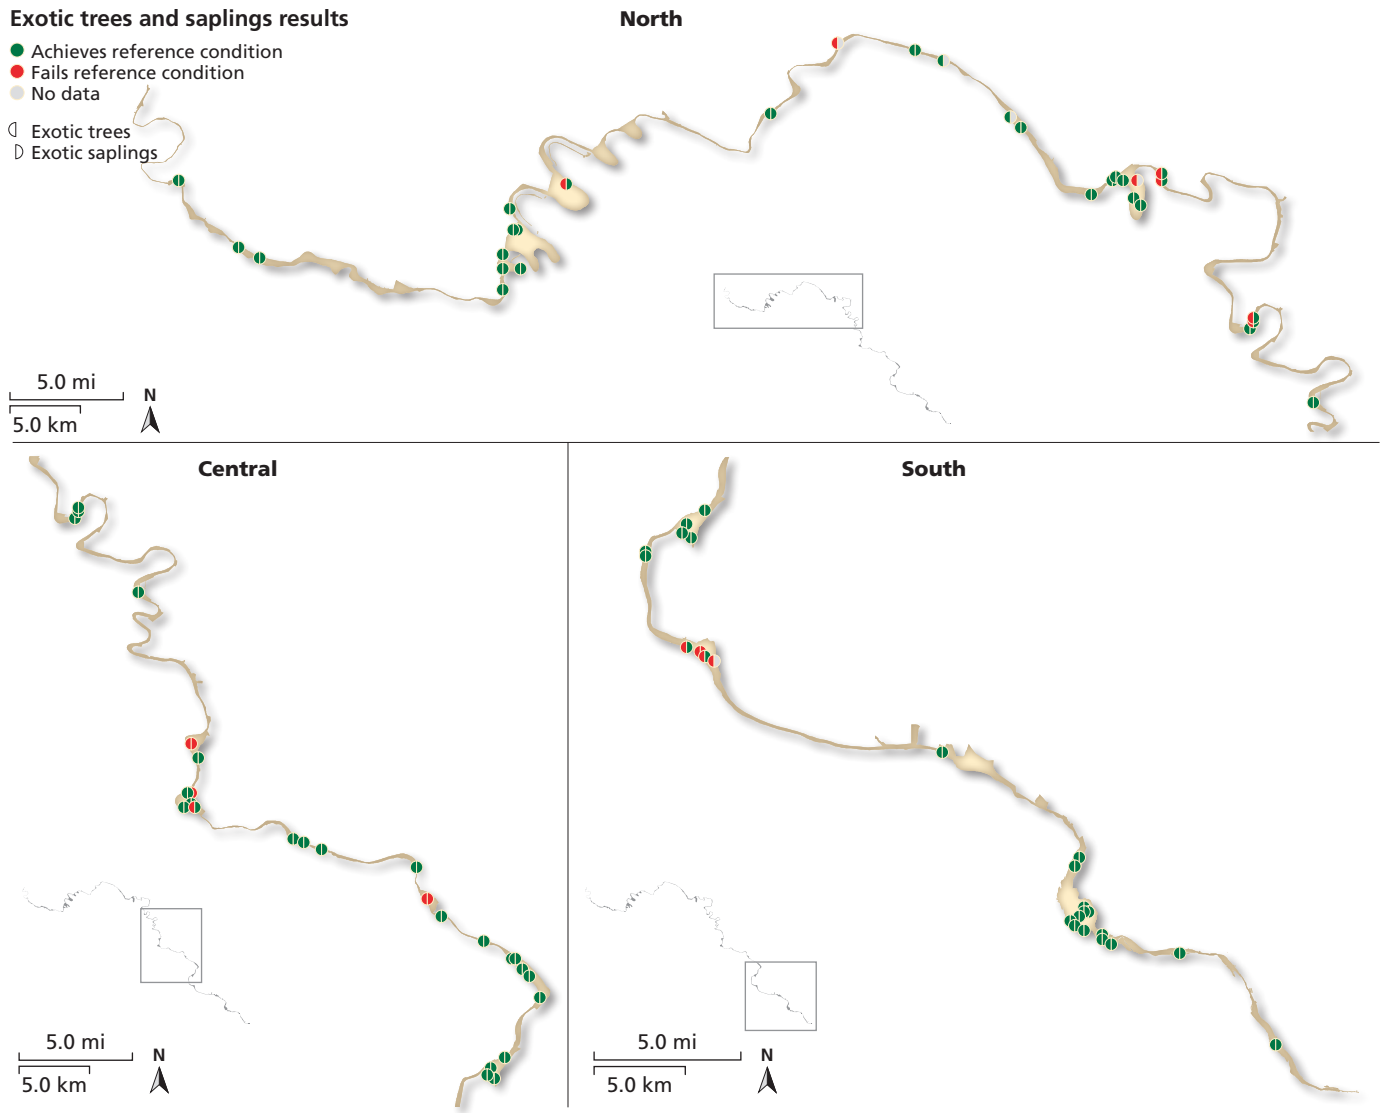 Exotic trees and saplings results
North
Achieves reference condition
Fails reference condition
No data
Exotic trees
Exotic saplings
5.0 mi
5.0 km
N
Central
South
5.0 mi
5.0 km
N
5.0 mi
5.0 km
N